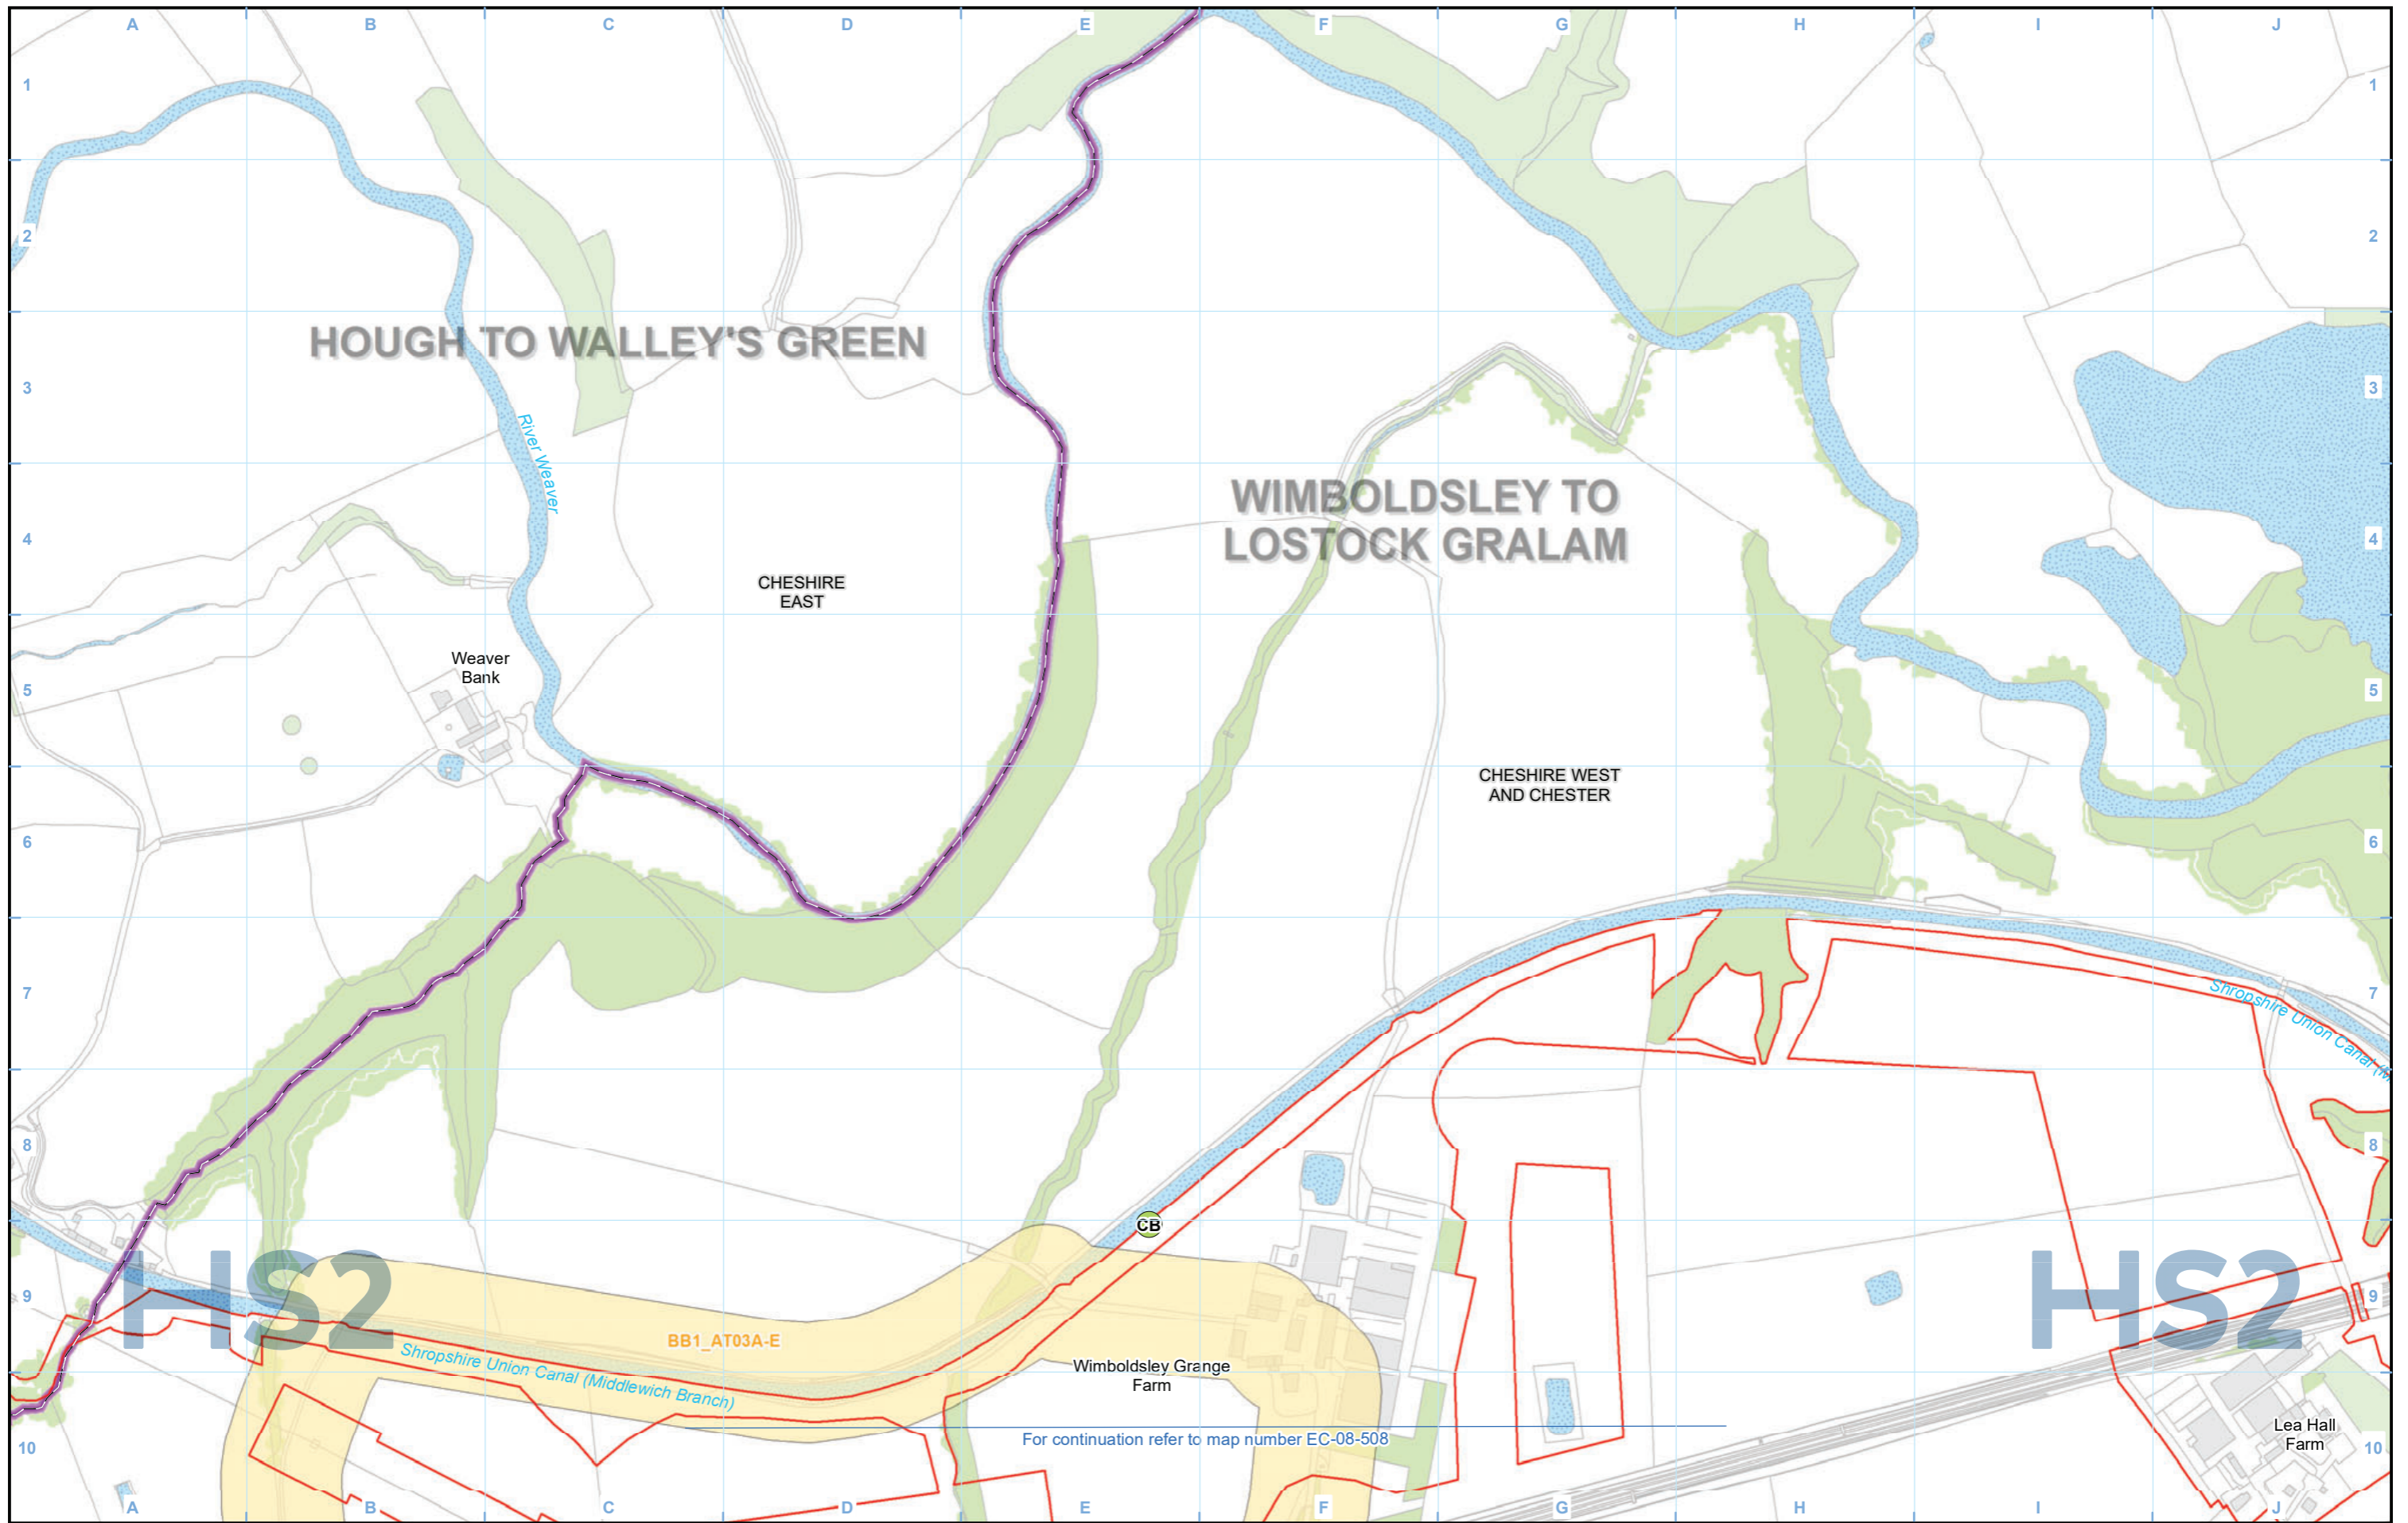 A B C D E F G H I J
1 1
2 2
HOUGH TO WALLEY'S GREEN
3 3
River Weaver
WIMBOLDSLEY TO
LOSTOCK GRALAM
4 4
CHESHIRE
EAST
Weaver
Bank
5 5
CHESHIRE WEST
AND CHESTER
6 6
7 7
Shropshire Union Canal (M
8 8
CB
HS2 HS2
9 9
BB1_AT03A-E
Shropshire Union Canal (Middlewich Branch)
Wimboldsley Grange
Farm
For continuation refer to map number EC-08-508
Lea Hall
Farm
10 10
A B C D E F G H I J